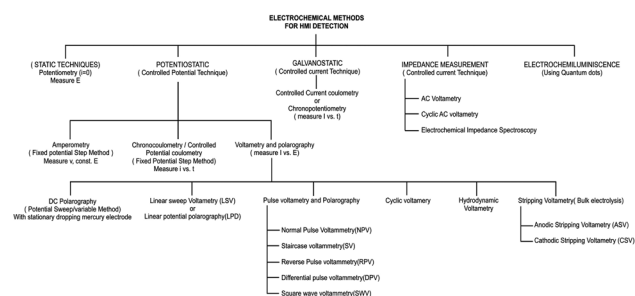 ELECTROCHEMICAL METHODS
FOR HMI DETECTION
( STATIC TECHNIQUES)
Potentiometry (i=0)
Measure E
POTENTIOSTATIC
( Controlled Potential Technique)
GALVANOSTATIC
( Controlled current Technique)
Controlled Current coulometry
or
Chronopotentiometry
( measure I vs. t)
IMPEDANCE MEASUREMENT
( Controlled current Technique)
AC Voltametry
Cyclic AC voltametry
Electrochemical Impedance Spectroscopy
ELECTROCHEMILUMINISCENCE
(Using Quantum dots)
Amperometry
( Fixed potential Step Method )
Measure v, const. E
Chronocoulometry / Controlled
Potential coulometry
(Fixed Potential Step Method)
Measure i vs. t
Voltametry and polarography
( measure I vs. E)
DC Polarography
( Potential Sweep/variable Method)
With stationary dropping mercury electrode
Linear sweep Voltametry (LSV)
or
Linear potential polarography(LPD)
Pulse voltametry and Polarography
Normal Pulse Voltammetry(NPV)
Staircase voltammetry(SV)
Reverse Pulse voltammetry(RPV)
Differential pulse voltammetry(DPV)
Square wave voltammetry(SWV)
Cyclic voltamery
Hydrodynamic
Voltametry
Stripping Voltametry( Bulk electrolysis)
Anodic Stripping Voltametry (ASV)
Cathodic Stripping Voltametry (CSV)